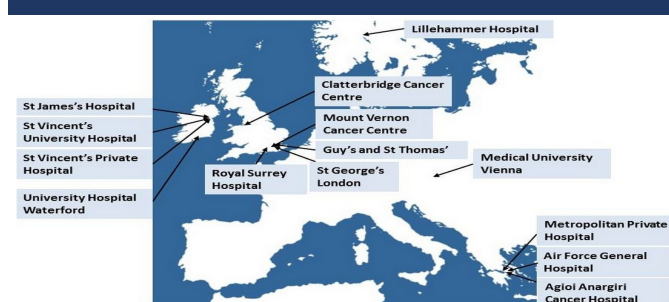 Lillehammer Hospital
Clatterbridge Cancer
Centre
St James's Hospital
St Vincent's
University Hospital
Mount Vernon
Cancer Centre
Guy's and St Thomas'
St Vincent's Private
Hospital
Medical University
Vienna
Royal Surrey
Hospital
St George's
London
University Hospital
Waterford
Metropolitan Private
Hospital
Air Force General
Hospital
Agioi Anargiri
Cancer Hospital